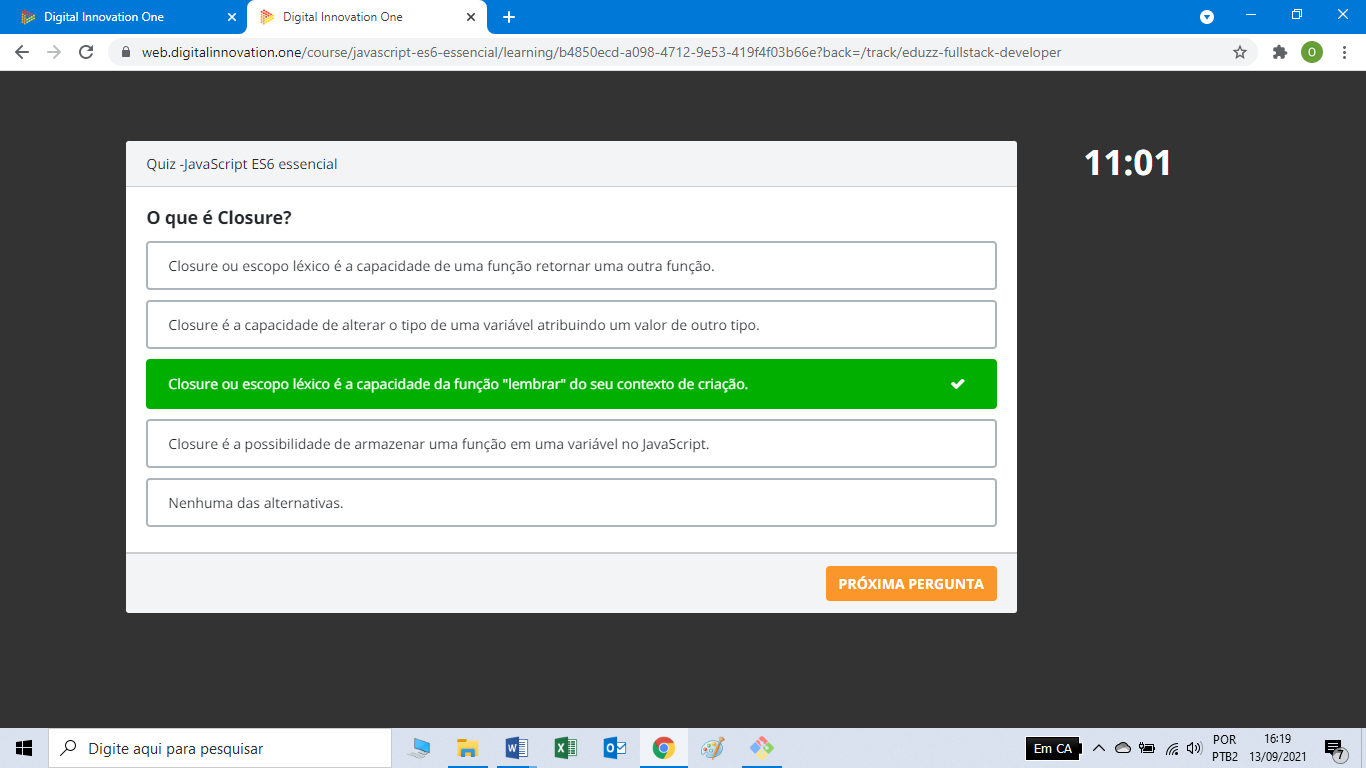 Digital Innovation One
Digital Innovation One
web.digitalinnovation.one/course/javascript-es6-essencial/learning/b4850ecd-a098-4712-9e53-419f4f03b66e?back=/track/eduzz-fullstack-developer
O
Quiz -JavaScript ES6 essencial
11:01
O que é Closure?
Closure ou escopo léxico é a capacidade de uma função retornar uma outra função.
Closure é a capacidade de alterar o tipo de uma variável atribuindo um valor de outro tipo.
Closure ou escopo léxico é a capacidade da função "lembrar" do seu contexto de criação.
Closure é a possibilidade de armazenar uma função em uma variável no JavaScript.
Nenhuma das alternativas.
PRÓXIMA PERGUNTA
Digite aqui para pesquisar
Em CA
POR
PTB2
16:19
13/09/2021
7